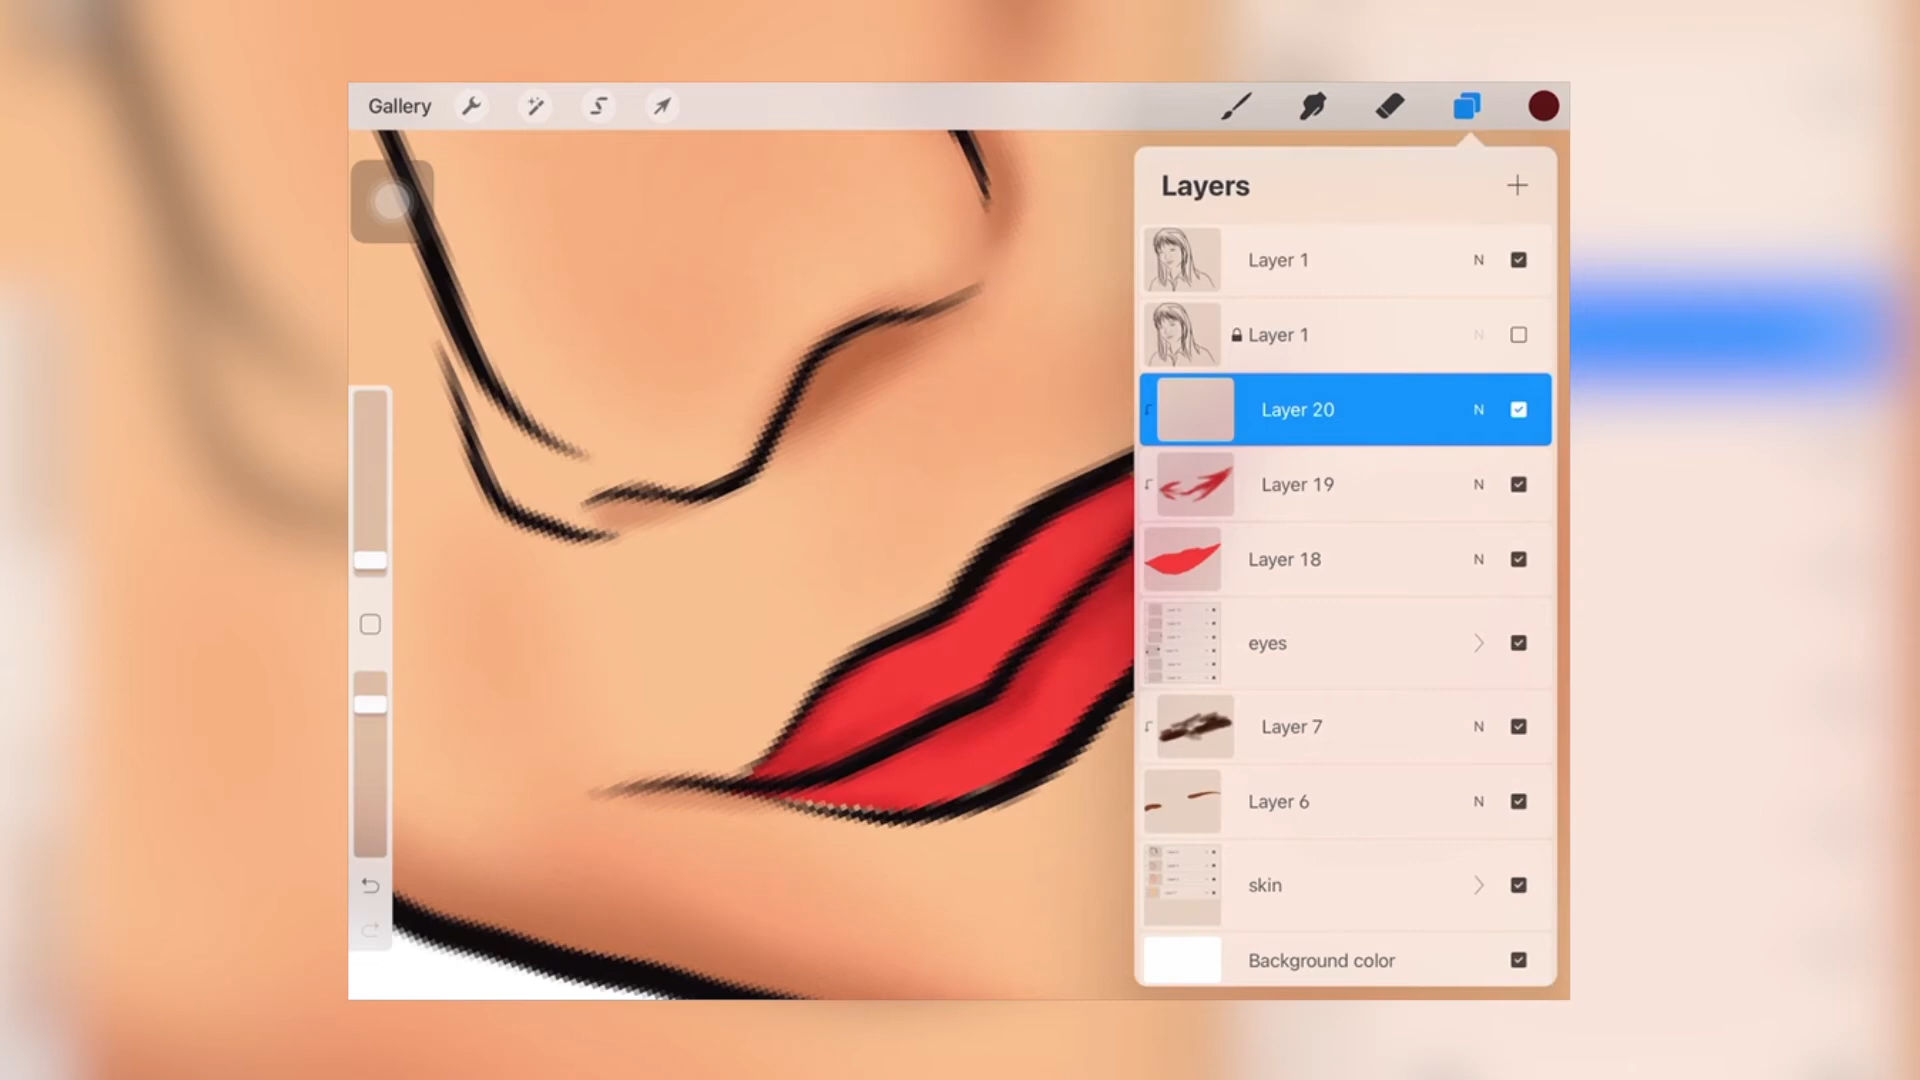 Gallery
Layers
Layer 1 N
Layer 1 N
Layer 20 N
Layer 19 N
Layer 18 N
eyes
Layer 7 N
Layer 6 N
skin
Background color